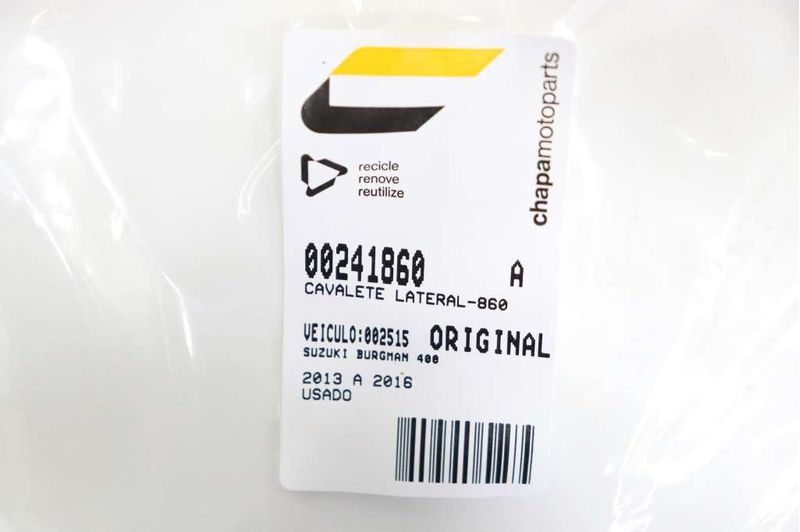 chapamotoparts
recicle
renove
reutilize
00241860 A
CAVALETE LATERAL-860
VEICULO:002515 ORIGINAL
SUZUKI BURGMAN 400
2013 A 2016
USADO